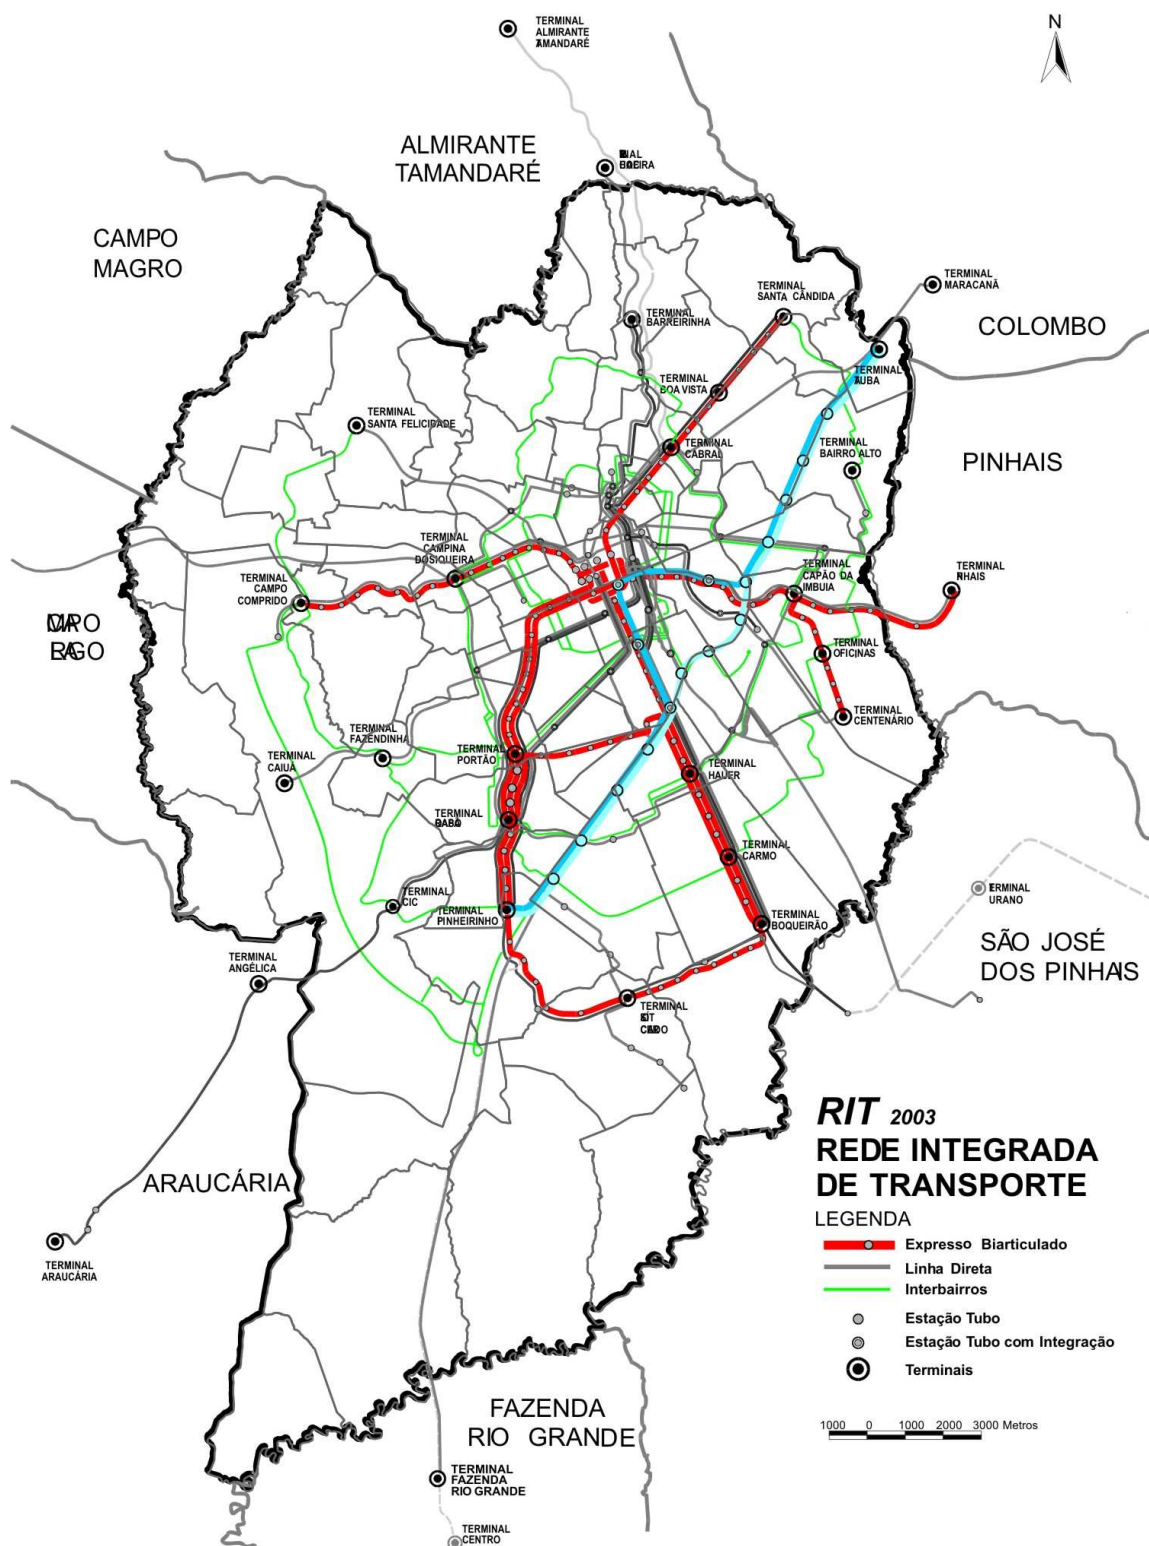 TERMINAL
ALMIRANTE
TAMANDARÉ
N
ALMIRANTE
TAMANDARÉ
CAMPO
MAGRO
TERMINAL
MARACANÃ
TERMINAL
SANTA CÂNDIDA
COLOMBO
TERMINAL
BARREIRINHA
TERMINAL
TERMINAL
BOA VISTA
TERMINAL
SANTA FELICIDADE
TERMINAL
CABRAL
TERMINAL
BAIRRO ALTO
PINHAIS
TERMINAL
CAMPINA
DOSIQUEIRA
TERMINAL
CAMPO
COMPRIDO
TERMINAL
CAPÃO DA
IMBUIA
TERMINAL
TERMINAL
OFICINAS
TERMINAL
CENTENÁRIO
TERMINAL
FAZENDINHA
TERMINAL
CAIUÁ
TERMINAL
PORTÃO
TERMINAL
HAUER
TERMINAL
TERMINAL
CARMO
TERMINAL
CIC
TERMINAL
PINHEIRINHO
TERMINAL
BOQUEIRÃO
URANO
SÃO JOSÉ
DOS PINHAIS
TERMINAL
ANGÉLICA
TERMINAL
RIT 2003
REDE INTEGRADA
DE TRANSPORTE
LEGENDA
Expresso Biarticulado
Linha Direta
Interbairros
Estação Tubo
Estação Tubo com Integração
Terminais
1000 0 1000 2000 3000 Metros
ARAUCÁRIA
TERMINAL
ARAUCÁRIA
FAZENDA
RIO GRANDE
TERMINAL
FAZENDA
RIO GRANDE
TERMINAL
CENTRO